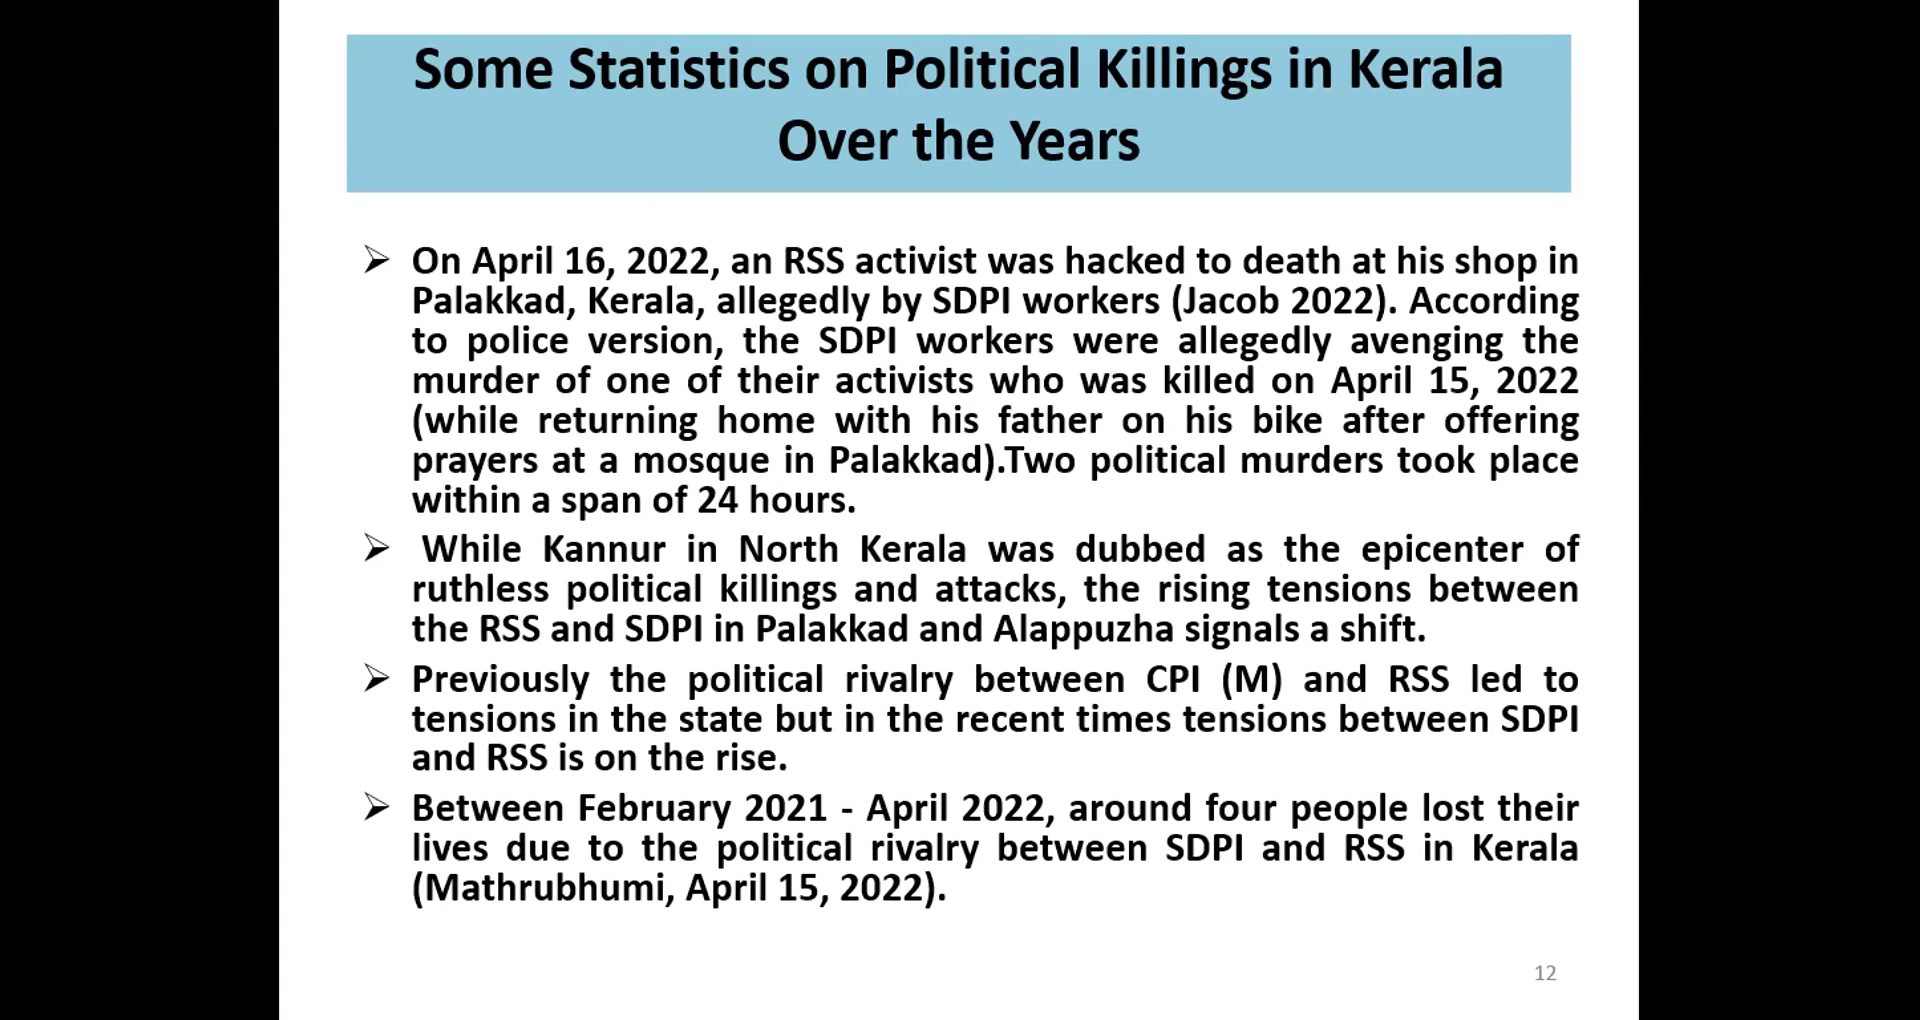 Some Statistics on Political Killings in Kerala
Over the Years
➢ On April 16, 2022, an RSS activist was hacked to death at his shop in
Palakkad, Kerala, allegedly by SDPI workers (Jacob 2022). According
to police version, the SDPI workers were allegedly avenging the
murder of one of their activists who was killed on April 15, 2022
(while returning home with his father on his bike after offering
prayers at a mosque in Palakkad).Two political murders took place
within a span of 24 hours.
➢ While Kannur in North Kerala was dubbed as the epicenter of
ruthless political killings and attacks, the rising tensions between
the RSS and SDPI in Palakkad and Alappuzha signals a shift.
➢ Previously the political rivalry between CPI (M) and RSS led to
tensions in the state but in the recent times tensions between SDPI
and RSS is on the rise.
➢ Between February 2021 - April 2022, around four people lost their
lives due to the political rivalry between SDPI and RSS in Kerala
(Mathrubhumi, April 15, 2022).
12